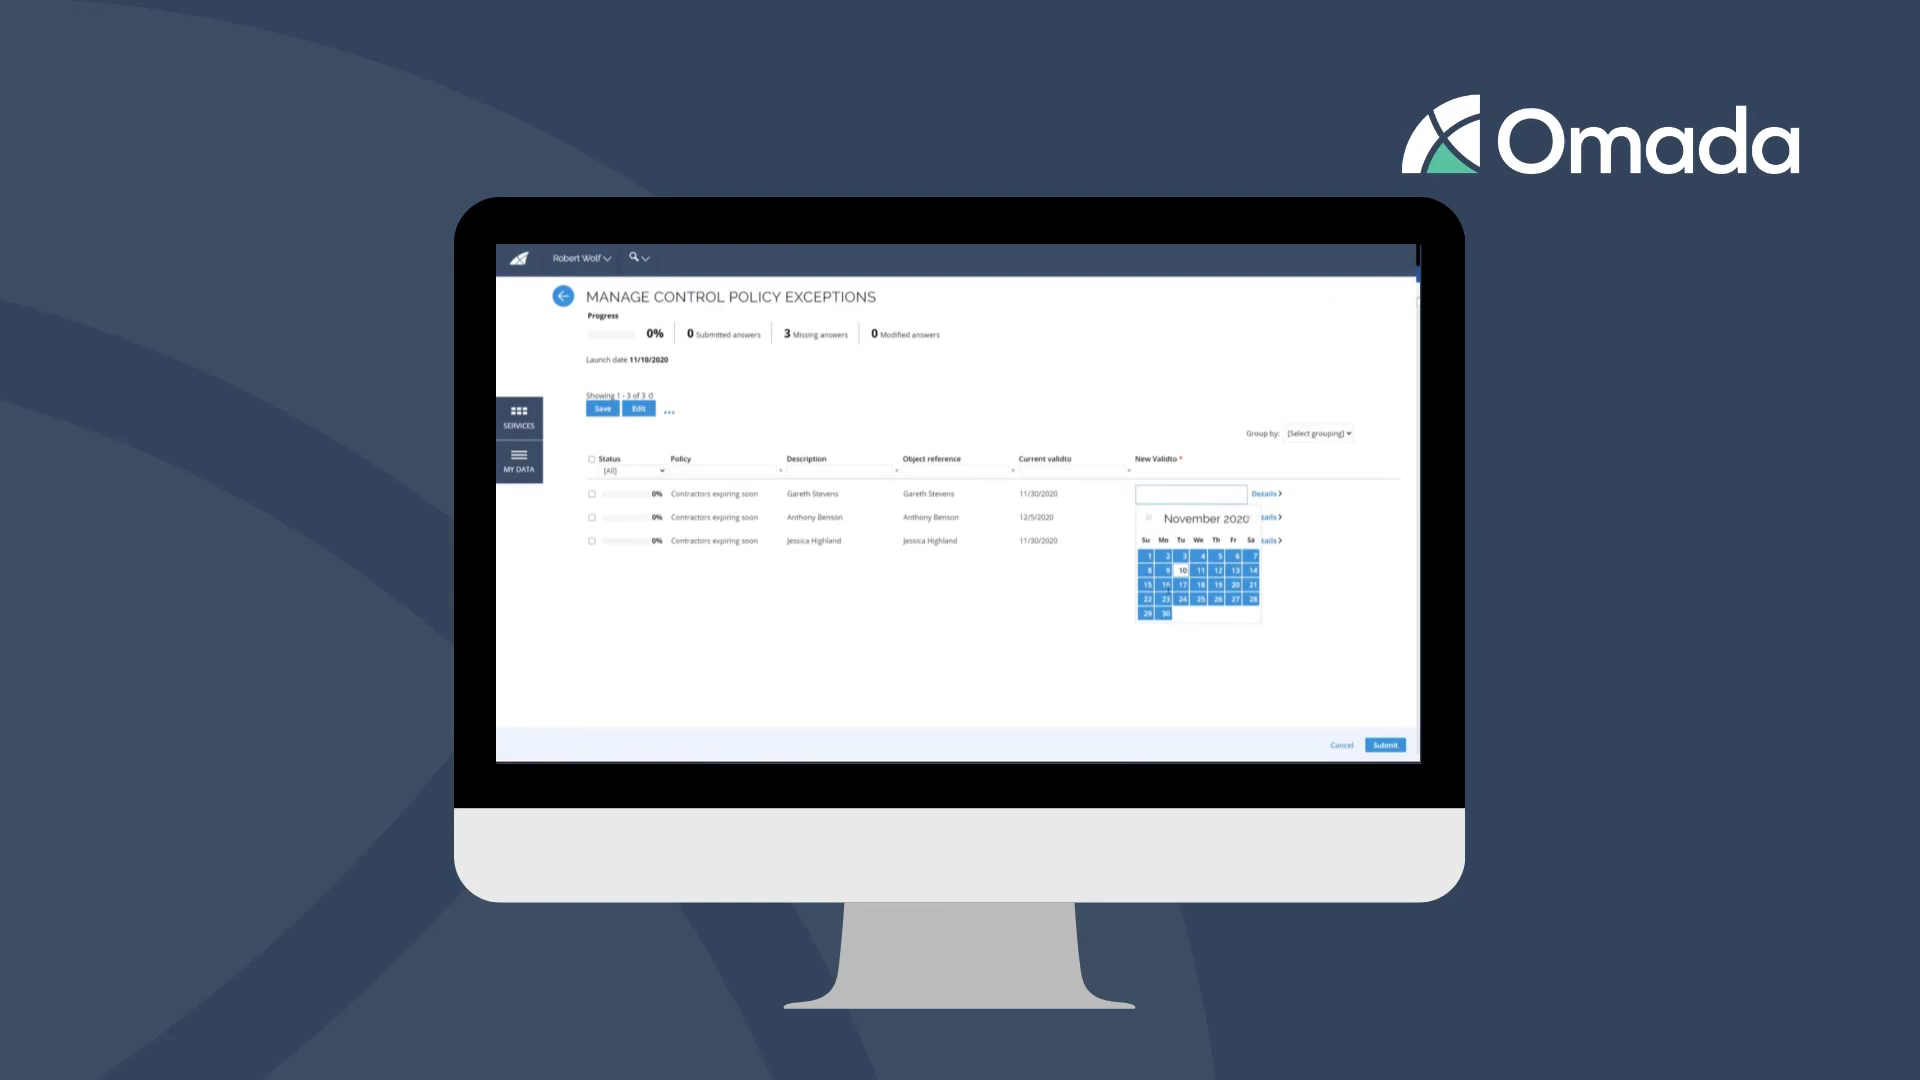 Omada
Robert Wolf
MANAGE CONTROL POLICY EXCEPTIONS
Progress
0% 0 Submitted answers 3 Missing answers 0 Modified answers
Launch date 11/10/2020
Showing 1 - 3 of 3
Save Edit ...
SERVICES
MY DATA
Group by: [Select grouping]
Status Policy Description Object reference Current validto New Validto *
[All]
0% Contractors expiring soon Gareth Stevens Gareth Stevens 11/30/2020 Details
0% Contractors expiring soon Anthony Benson Anthony Benson 12/5/2020 tails
0% Contractors expiring soon Jessica Highland Jessica Highland 11/30/2020 tails
November 2020
Su Mo Tu We Th Fr Sa
1 2 3 4 5 6 7
8 9 10 11 12 13 14
15 16 17 18 19 20 21
22 23 24 25 26 27 28
29 30
Cancel Submit